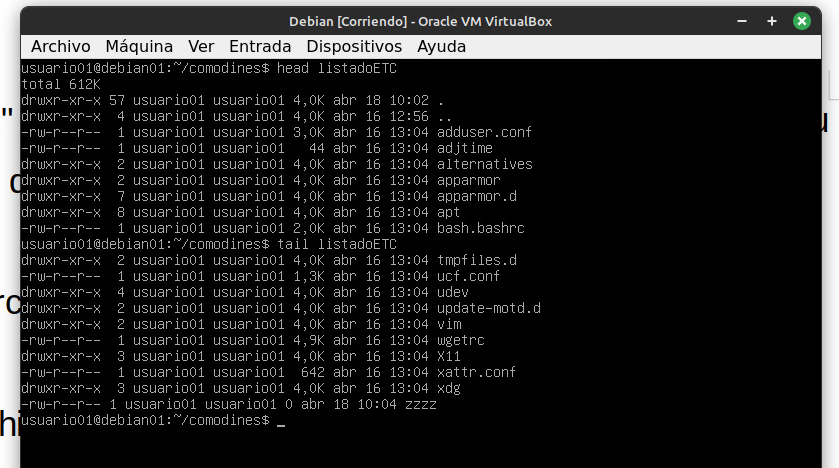 Debian [Corriendo] - Oracle VM VirtualBox
Archivo Máquina Ver Entrada Dispositivos Ayuda
usuario01@debian01:~/comodines$ head listadoETC
total 612K
drwxr-xr-x 57 usuario01 usuario01 4,0K abr 18 10:02 .
drwxr-xr-x  4 usuario01 usuario01 4,0K abr 16 12:56 ..
-rw-r--r--  1 usuario01 usuario01 3,0K abr 16 13:04 adduser.conf
-rw-r--r--  1 usuario01 usuario01   44 abr 16 13:04 adjtime
drwxr-xr-x  2 usuario01 usuario01 4,0K abr 16 13:04 alternatives
drwxr-xr-x  2 usuario01 usuario01 4,0K abr 16 13:04 apparmor
drwxr-xr-x  7 usuario01 usuario01 4,0K abr 16 13:04 apparmor.d
drwxr-xr-x  8 usuario01 usuario01 4,0K abr 16 13:04 apt
-rw-r--r--  1 usuario01 usuario01 2,0K abr 16 13:04 bash.bashrc
usuario01@debian01:~/comodines$ tail listadoETC
drwxr-xr-x  2 usuario01 usuario01 4,0K abr 16 13:04 tmpfiles.d
-rw-r--r--  1 usuario01 usuario01 1,3K abr 16 13:04 ucf.conf
drwxr-xr-x  4 usuario01 usuario01 4,0K abr 16 13:04 udev
drwxr-xr-x  2 usuario01 usuario01 4,0K abr 16 13:04 update-motd.d
drwxr-xr-x  2 usuario01 usuario01 4,0K abr 16 13:04 vim
-rw-r--r--  1 usuario01 usuario01 4,9K abr 16 13:04 wgetrc
drwxr-xr-x  3 usuario01 usuario01 4,0K abr 16 13:04 X11
-rw-r--r--  1 usuario01 usuario01  642 abr 16 13:04 xattr.conf
drwxr-xr-x  3 usuario01 usuario01 4,0K abr 16 13:04 xdg
-rw-r--r-- 1 usuario01 usuario01 0 abr 18 10:04 zzzz
usuario01@debian01:~/comodines$ _